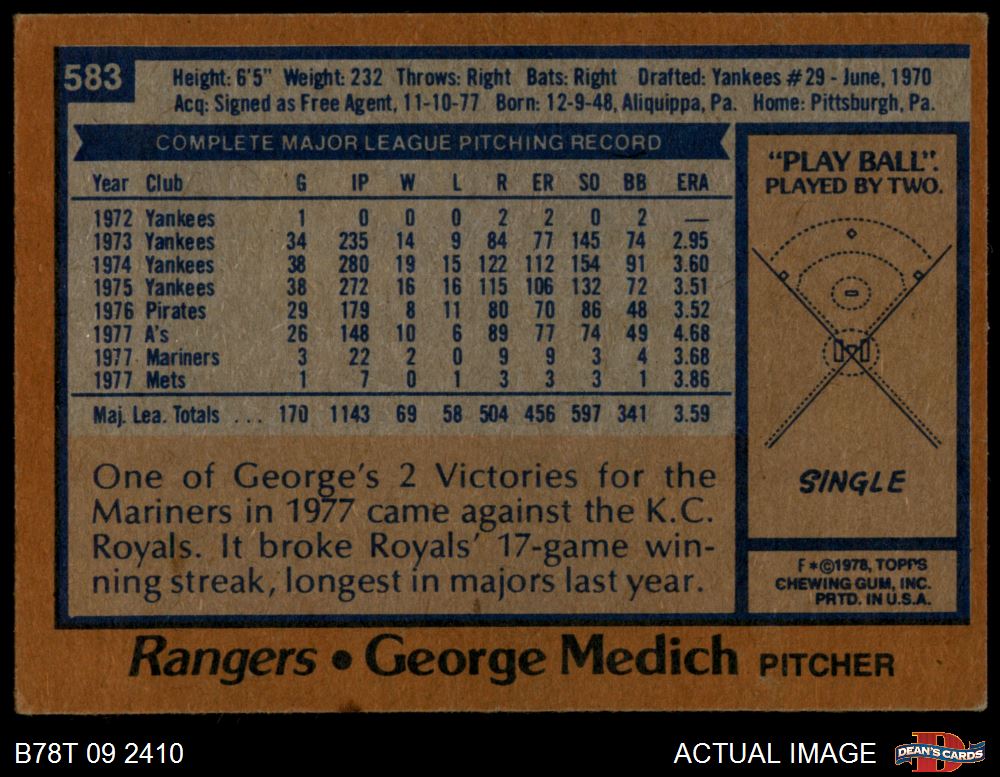 583
Height: 6'5" Weight: 232 Throws: Right Bats: Right Drafted: Yankees #29 - June, 1970
Acq: Signed as Free Agent, 11-10-77 Born: 12-9-48, Aliquippa, Pa. Home: Pittsburgh, Pa.
COMPLETE MAJOR LEAGUE PITCHING RECORD
Year Club G IP W L R ER SO BB ERA
1972 Yankees 1 0 0 0 2 2 0 2 —
1973 Yankees 34 235 14 9 84 77 145 74 2.95
1974 Yankees 38 280 19 15 122 112 154 91 3.60
1975 Yankees 38 272 16 16 115 106 132 72 3.51
1976 Pirates 29 179 8 11 80 70 86 48 3.52
1977 A's 26 148 10 6 89 77 74 49 4.68
1977 Mariners 3 22 2 0 9 9 3 4 3.68
1977 Mets 1 7 0 1 3 3 3 1 3.86
Maj. Lea. Totals ... 170 1143 69 58 504 456 597 341 3.59
One of George's 2 Victories for the
Mariners in 1977 came against the K.C.
Royals. It broke Royals' 17-game win-
ning streak, longest in majors last year.
"PLAY BALL".
PLAYED BY TWO.
SINGLE
F*©1978, TOPPS
CHEWING GUM, INC.
PRTD. IN U.S.A.
Rangers • George Medich PITCHER
B78T 09 2410
ACTUAL IMAGE
DEAN'S CARDS